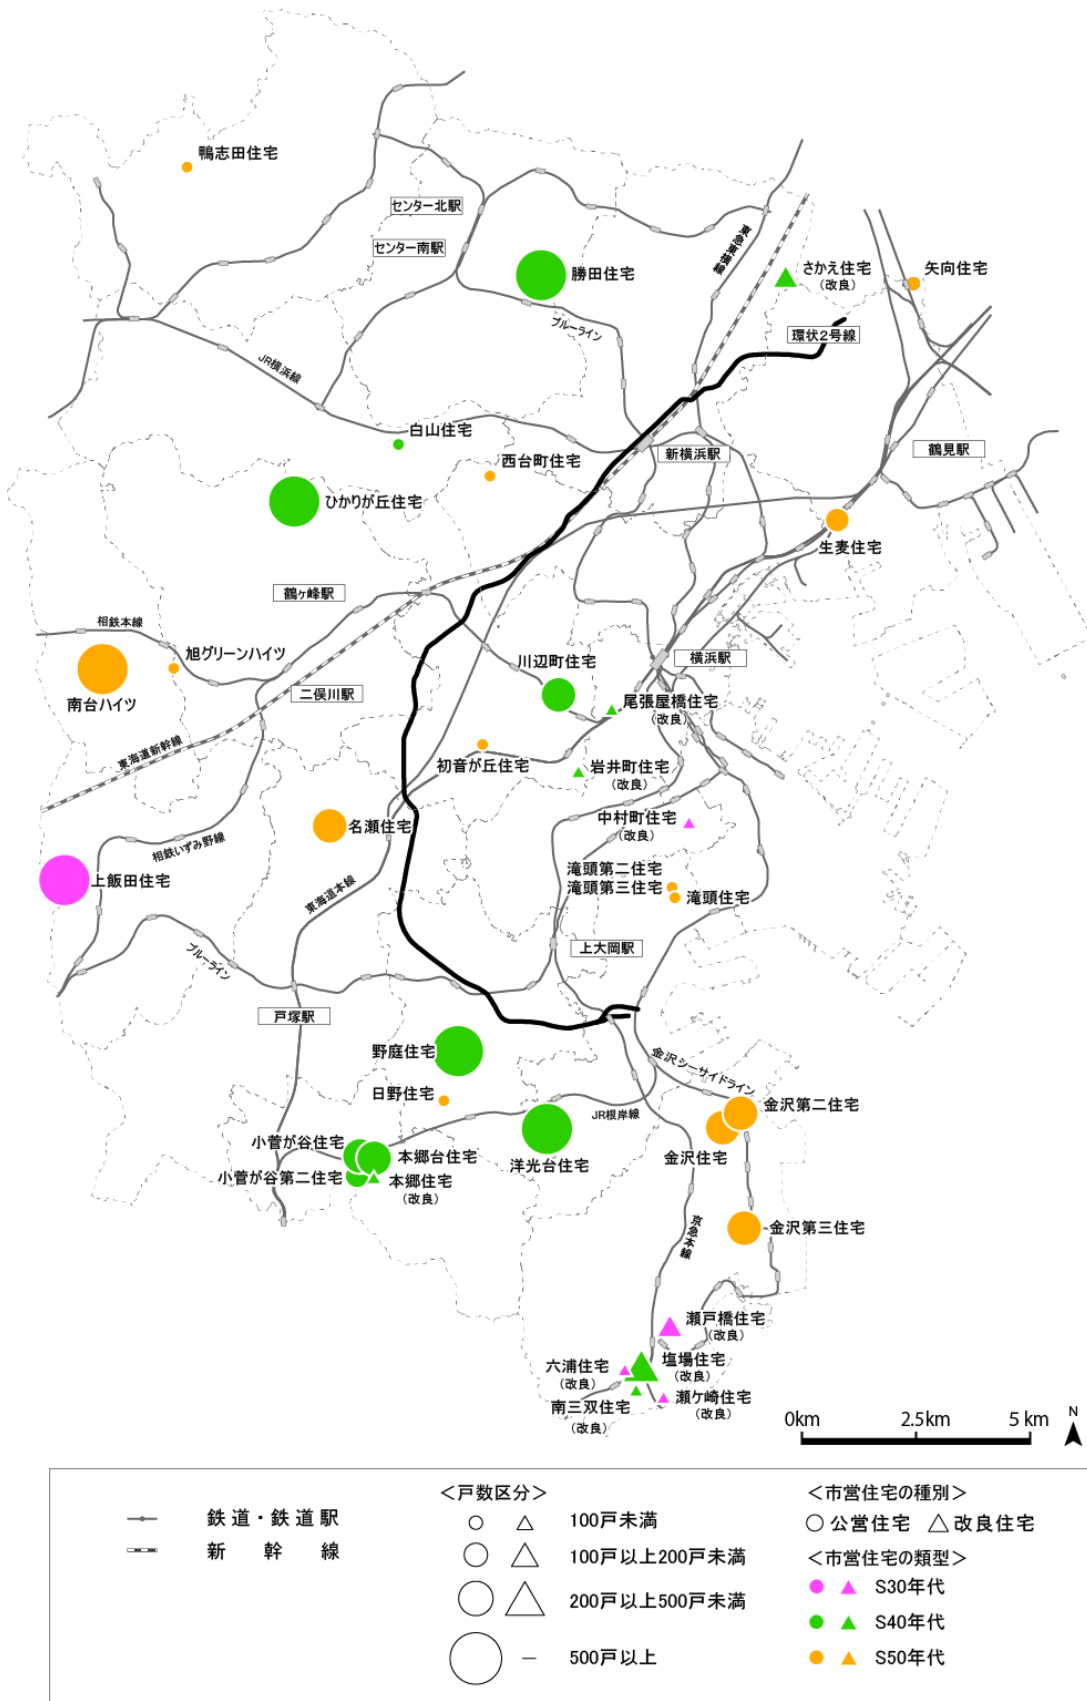 鴨志田住宅
センター北駅
センター南駅
東急東横線
勝田住宅
さかえ住宅
(改良)
矢向住宅
ブルーライン
環状2号線
JR横浜線
白山住宅
新横浜駅
鶴見駅
西台町住宅
ひかりが丘住宅
生麦住宅
鶴ヶ峰駅
相鉄本線
旭グリーンハイツ
川辺町住宅
横浜駅
南台ハイツ
二俣川駅
尾張屋橋住宅
(改良)
東海道新幹線
初音が丘住宅
岩井町住宅
(改良)
中村町住宅
(改良)
名瀬住宅
相鉄いずみ野線
上飯田住宅
滝頭第二住宅
滝頭第三住宅
滝頭住宅
東海道本線
ブルーライン
上大岡駅
戸塚駅
野庭住宅
金沢シーサイドライン
日野住宅
金沢第二住宅
JR根岸線
小菅が谷住宅
本郷台住宅
洋光台住宅
金沢住宅
小菅が谷第二住宅
本郷住宅
(改良)
京急本線
金沢第三住宅
瀬戸橋住宅
(改良)
六浦住宅
(改良)
塩場住宅
(改良)
南三双住宅
(改良)
瀬ケ崎住宅
(改良)
0km 2.5km 5 km
N
鉄道・鉄道駅
新幹線
<戸数区分>
100戸未満
100戸以上200戸未満
200戸以上500戸未満
500戸以上
<市営住宅の種別>
公営住宅 改良住宅
<市営住宅の類型>
S30年代
S40年代
S50年代